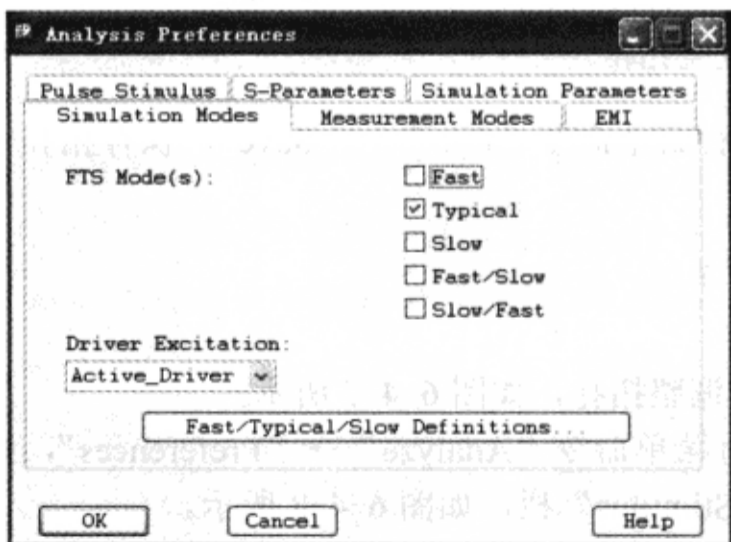 Analysis Preferences
Pulse Stimulus S-Parameters Simulation Parameters
Simulation Modes Measurement Modes EMI
FTS Mode(s):
Fast
Typical
Slow
Fast/Slow
Slow/Fast
Driver Excitation:
Active_Driver
Fast/Typical/Slow Definitions...
OK Cancel Help